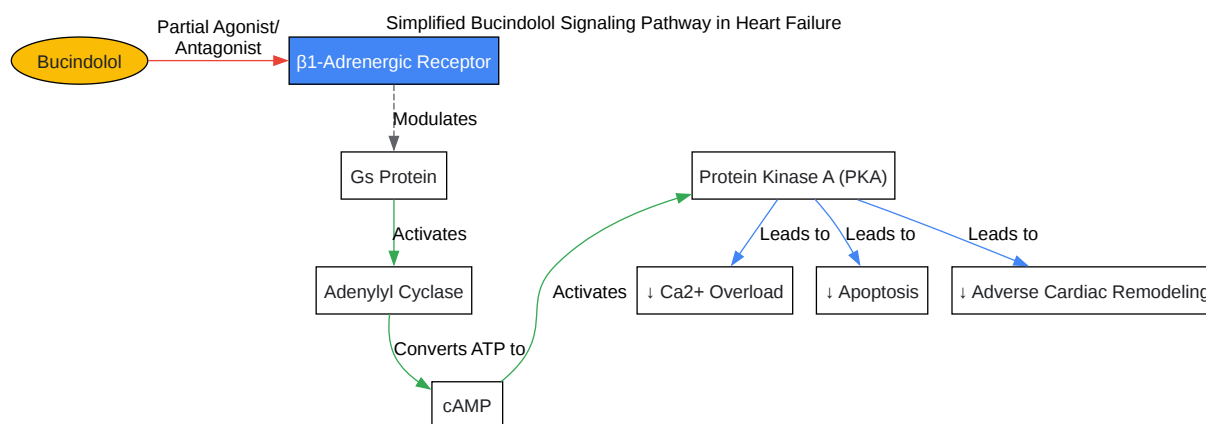 Simplified Bucindolol Signaling Pathway in Heart Failure
Bucindolol
Partial Agonist/
Antagonist
β1-Adrenergic Receptor
Modulates
Gs Protein
Activates
Adenylyl Cyclase
Converts ATP to
cAMP
Activates
Protein Kinase A (PKA)
Leads to
Leads to
Leads to
↓ Ca2+ Overload
↓ Apoptosis
↓ Adverse Cardiac Remodeling